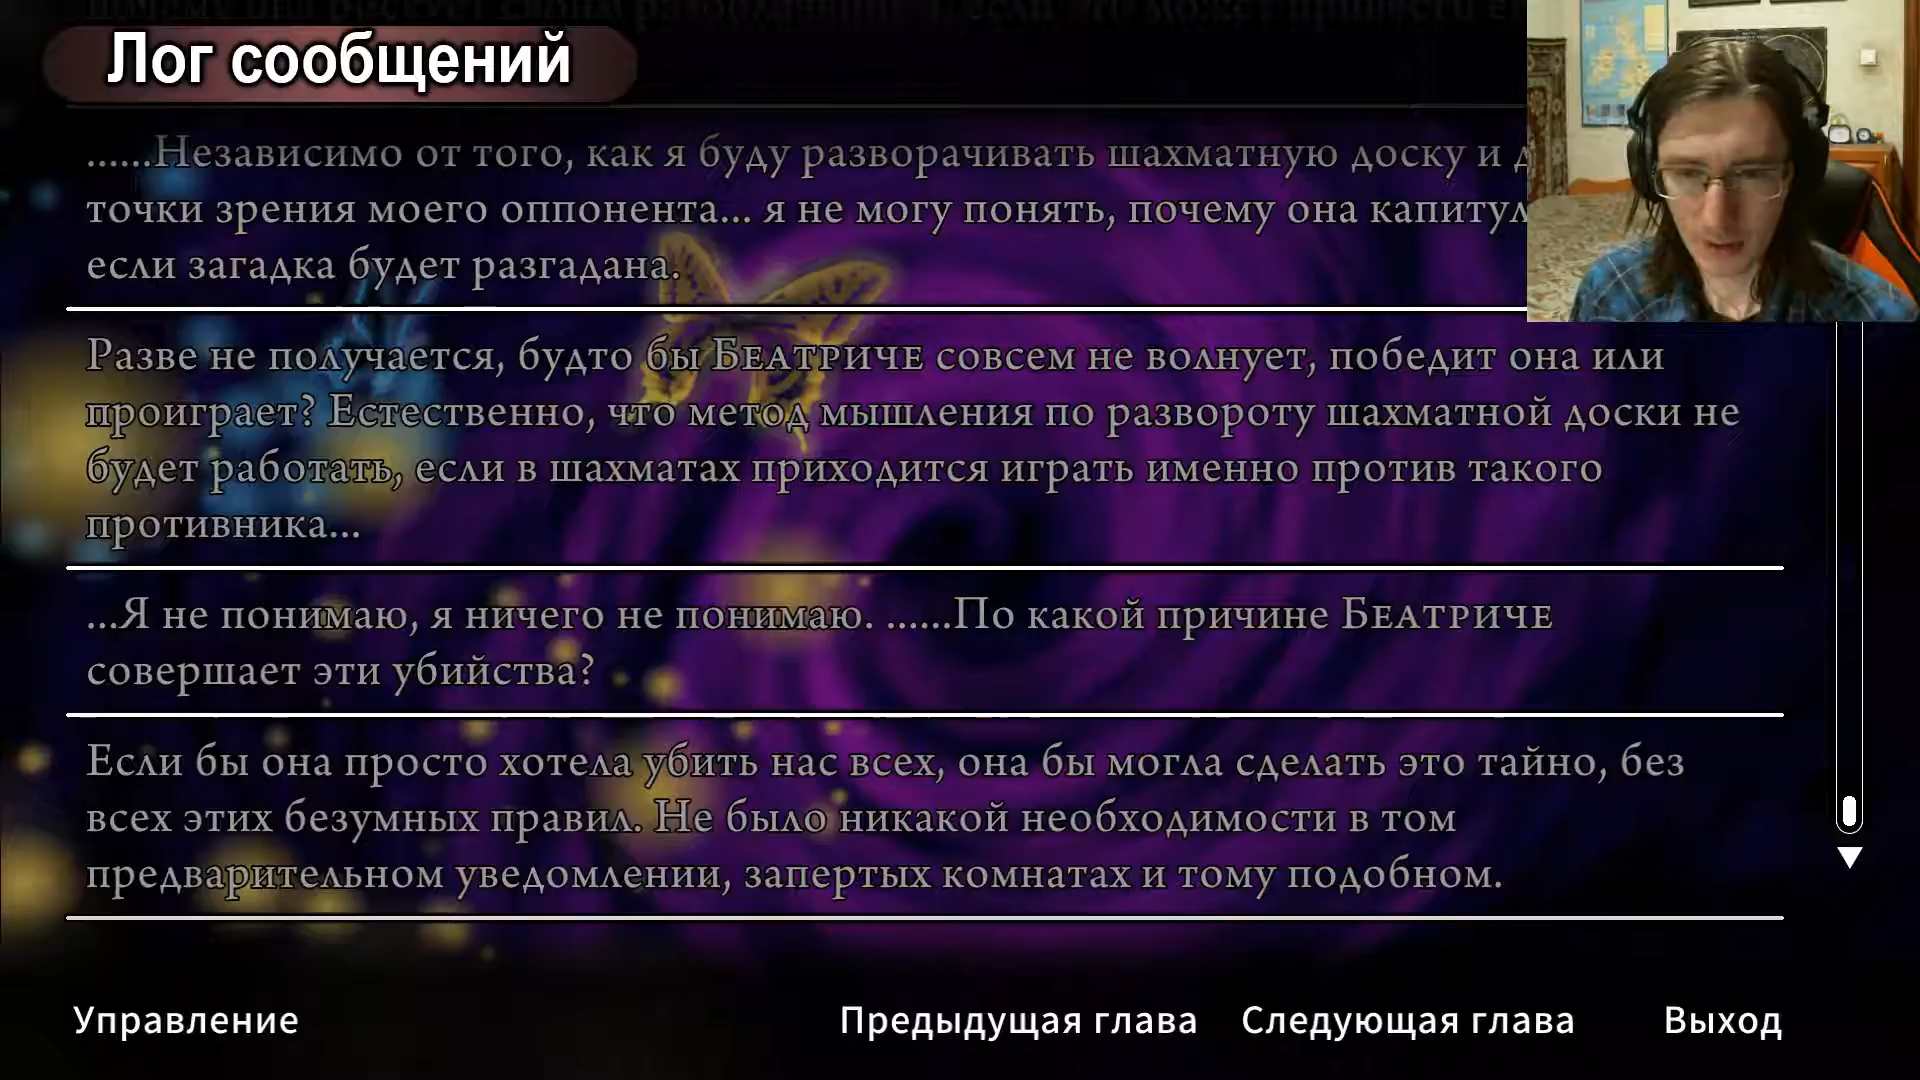 Лог сообщений
......Независимо от того, как я буду разворачивать шахматную доску и
точки зрения моего оппонента... я не могу понять, почему она
если загадка будет разгадана.
Разве не получается, будто бы БЕАТРИЧЕ совсем не волнует, победит она или
проиграет? Естественно, что метод мышления по развороту шахматной доски не
будет работать, если в шахматах приходится играть именно против такого
противника...
...Я не понимаю, я ничего не понимаю. ......По какой причине БЕАТРИЧЕ
совершает эти убийства?
Если бы она просто хотела убить нас всех, она бы могла сделать это тайно, без
всех этих безумных правил. Не было никакой необходимости в том
предварительном уведомлении, запертых комнатах и тому подобном.
Управление
Предыдущая глава
Следующая глава
Выход